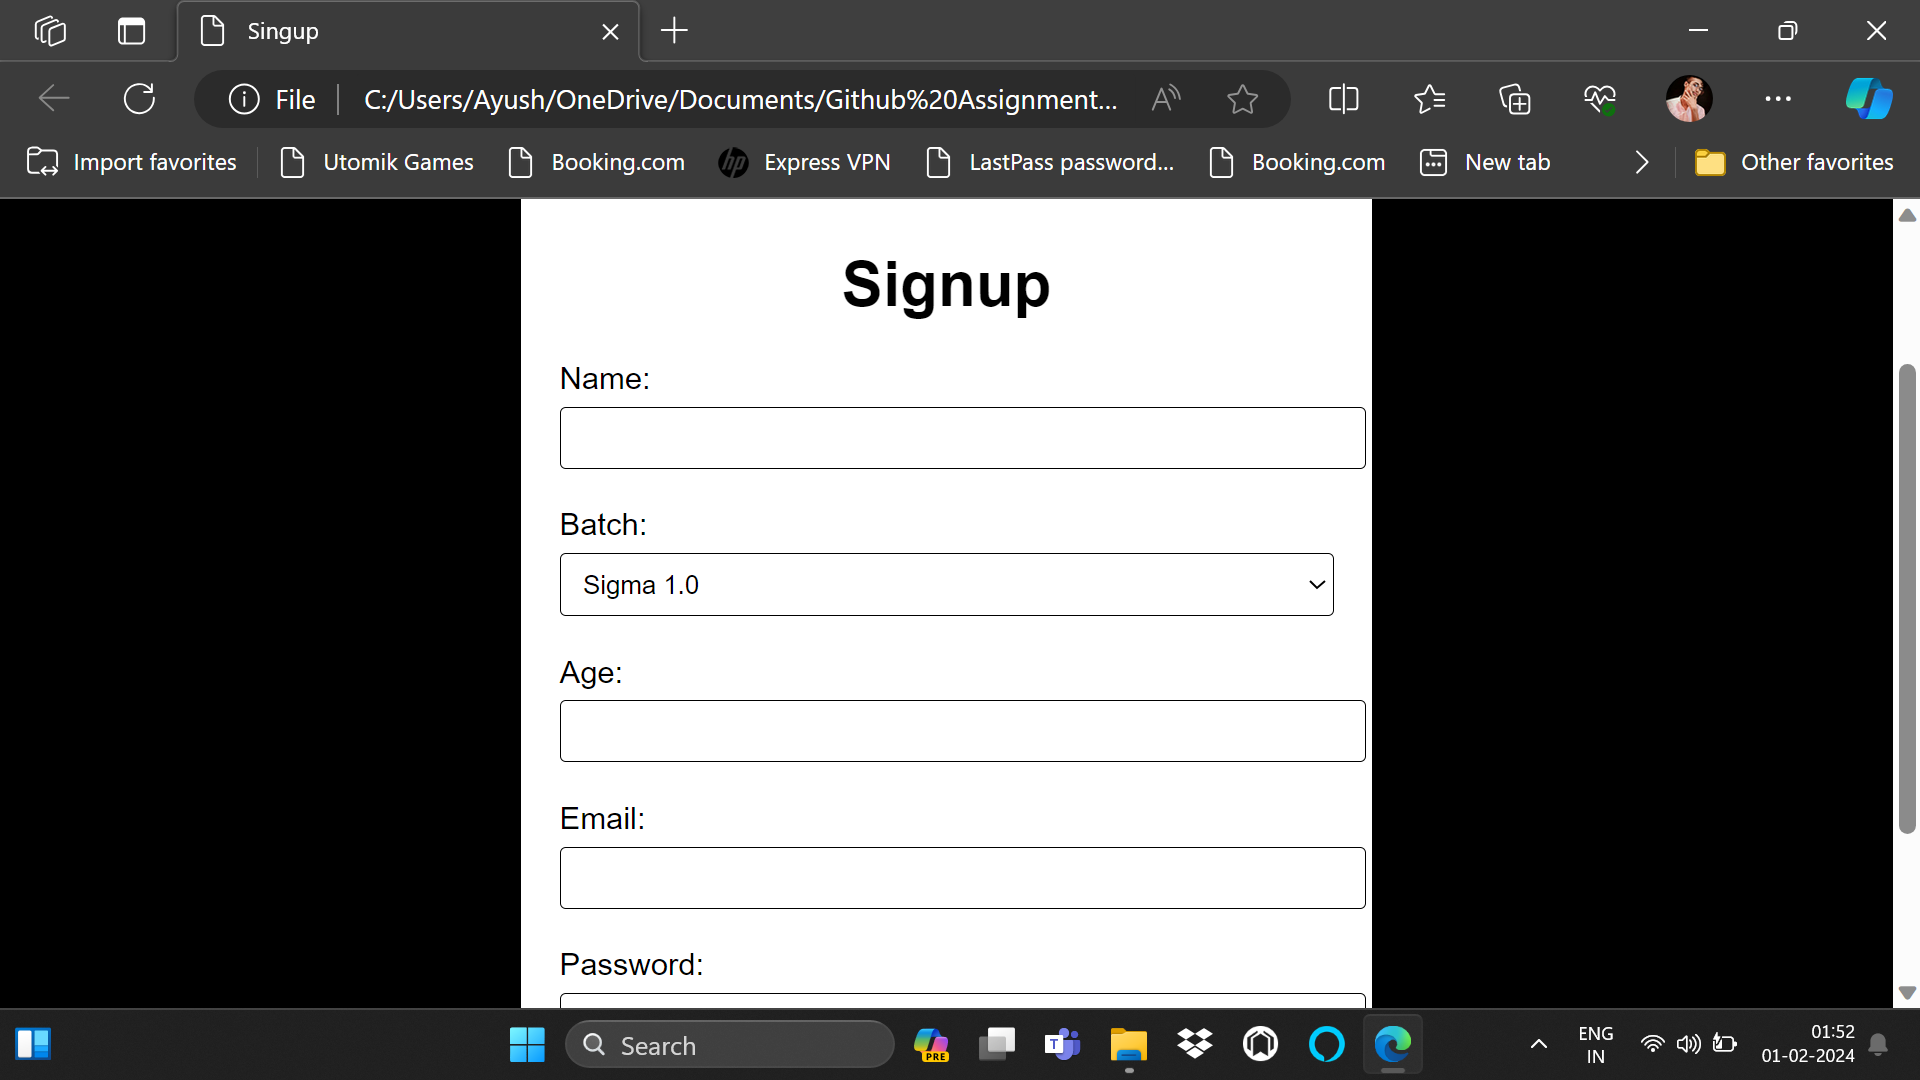 Singup
File C:/Users/Ayush/OneDrive/Documents/Github%20Assignment...
Import favorites Utomik Games Booking.com Express VPN LastPass password... Booking.com New tab Other favorites
Signup
Name:
Batch:
Sigma 1.0
Age:
Email:
Password:
Search
PRE
T
ENG
IN
01:52
01-02-2024